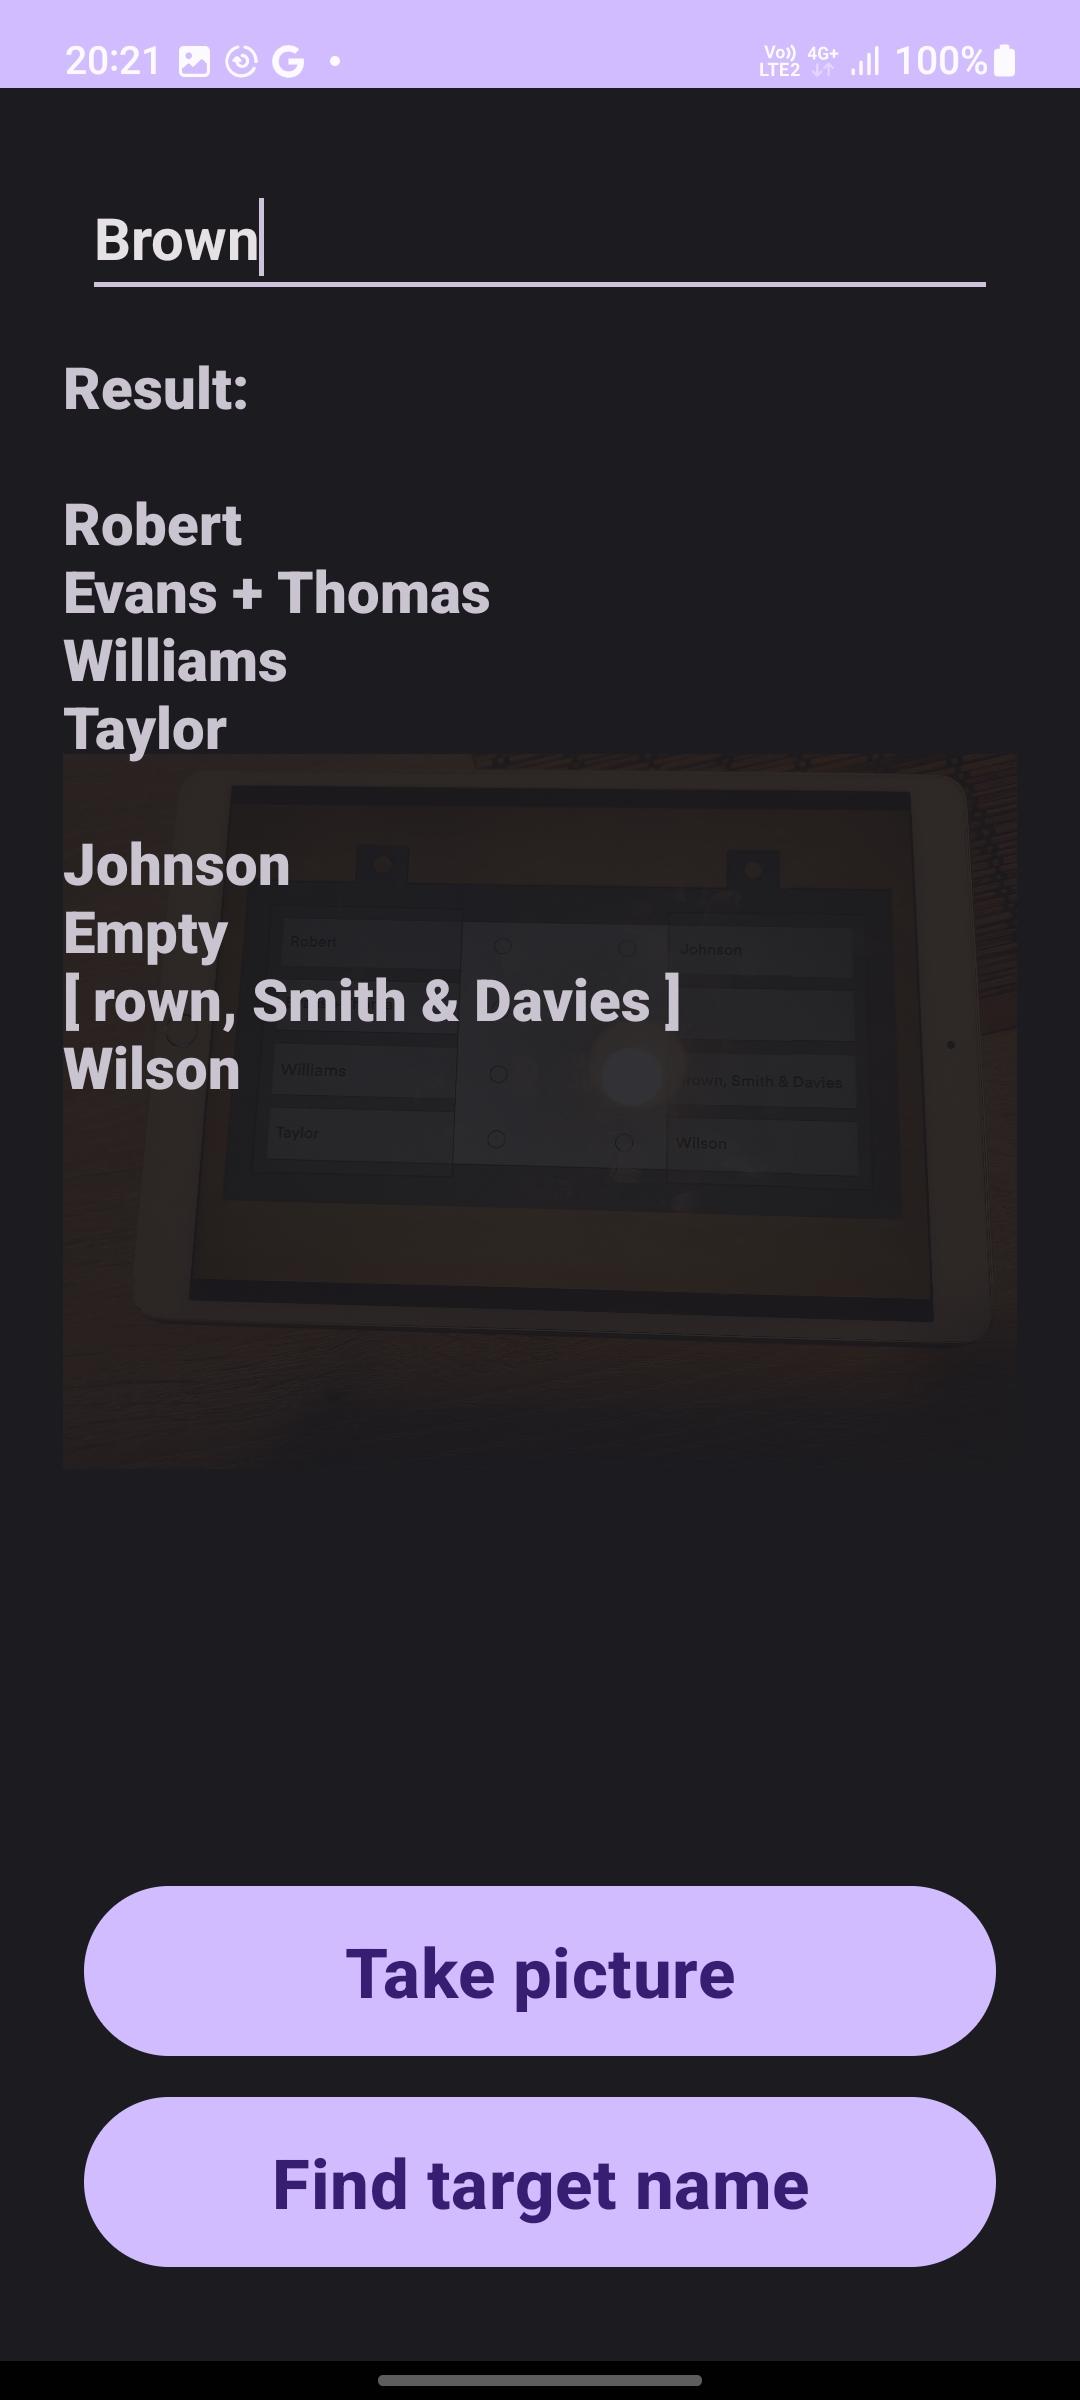 20:21 Vo)) LTE2 4G+ 100%
Brown
Result:
Robert
Evans + Thomas
Williams
Taylor
Johnson
Empty
[ rown, Smith & Davies ]
Wilson
Robert
Johnson
Williams
rown, Smith & Davies
Taylor
Wilson
Take picture
Find target name